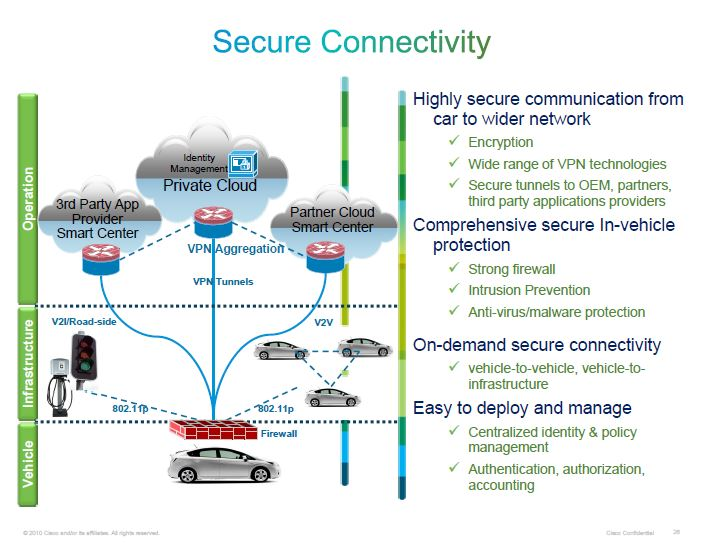 Secure Connectivity
Operation
Infrastructure
Vehicle
Identity
Management
Private Cloud
3rd Party App
Provider
Smart Center
Partner Cloud
Smart Center
VPN Aggregation
VPN Tunnels
V2I/Road-side
V2V
802.11p
802.11p
Firewall
Highly secure communication from
car to wider network
✓ Encryption
✓ Wide range of VPN technologies
✓ Secure tunnels to OEM, partners,
third party applications providers
Comprehensive secure In-vehicle
protection
✓ Strong firewall
✓ Intrusion Prevention
✓ Anti-virus/malware protection
On-demand secure connectivity
✓ vehicle-to-vehicle, vehicle-to-
infrastructure
Easy to deploy and manage
✓ Centralized identity & policy
management
✓ Authentication, authorization,
accounting
© 2010 Cisco and/or its affiliates. All rights reserved.
Cisco Confidential
26